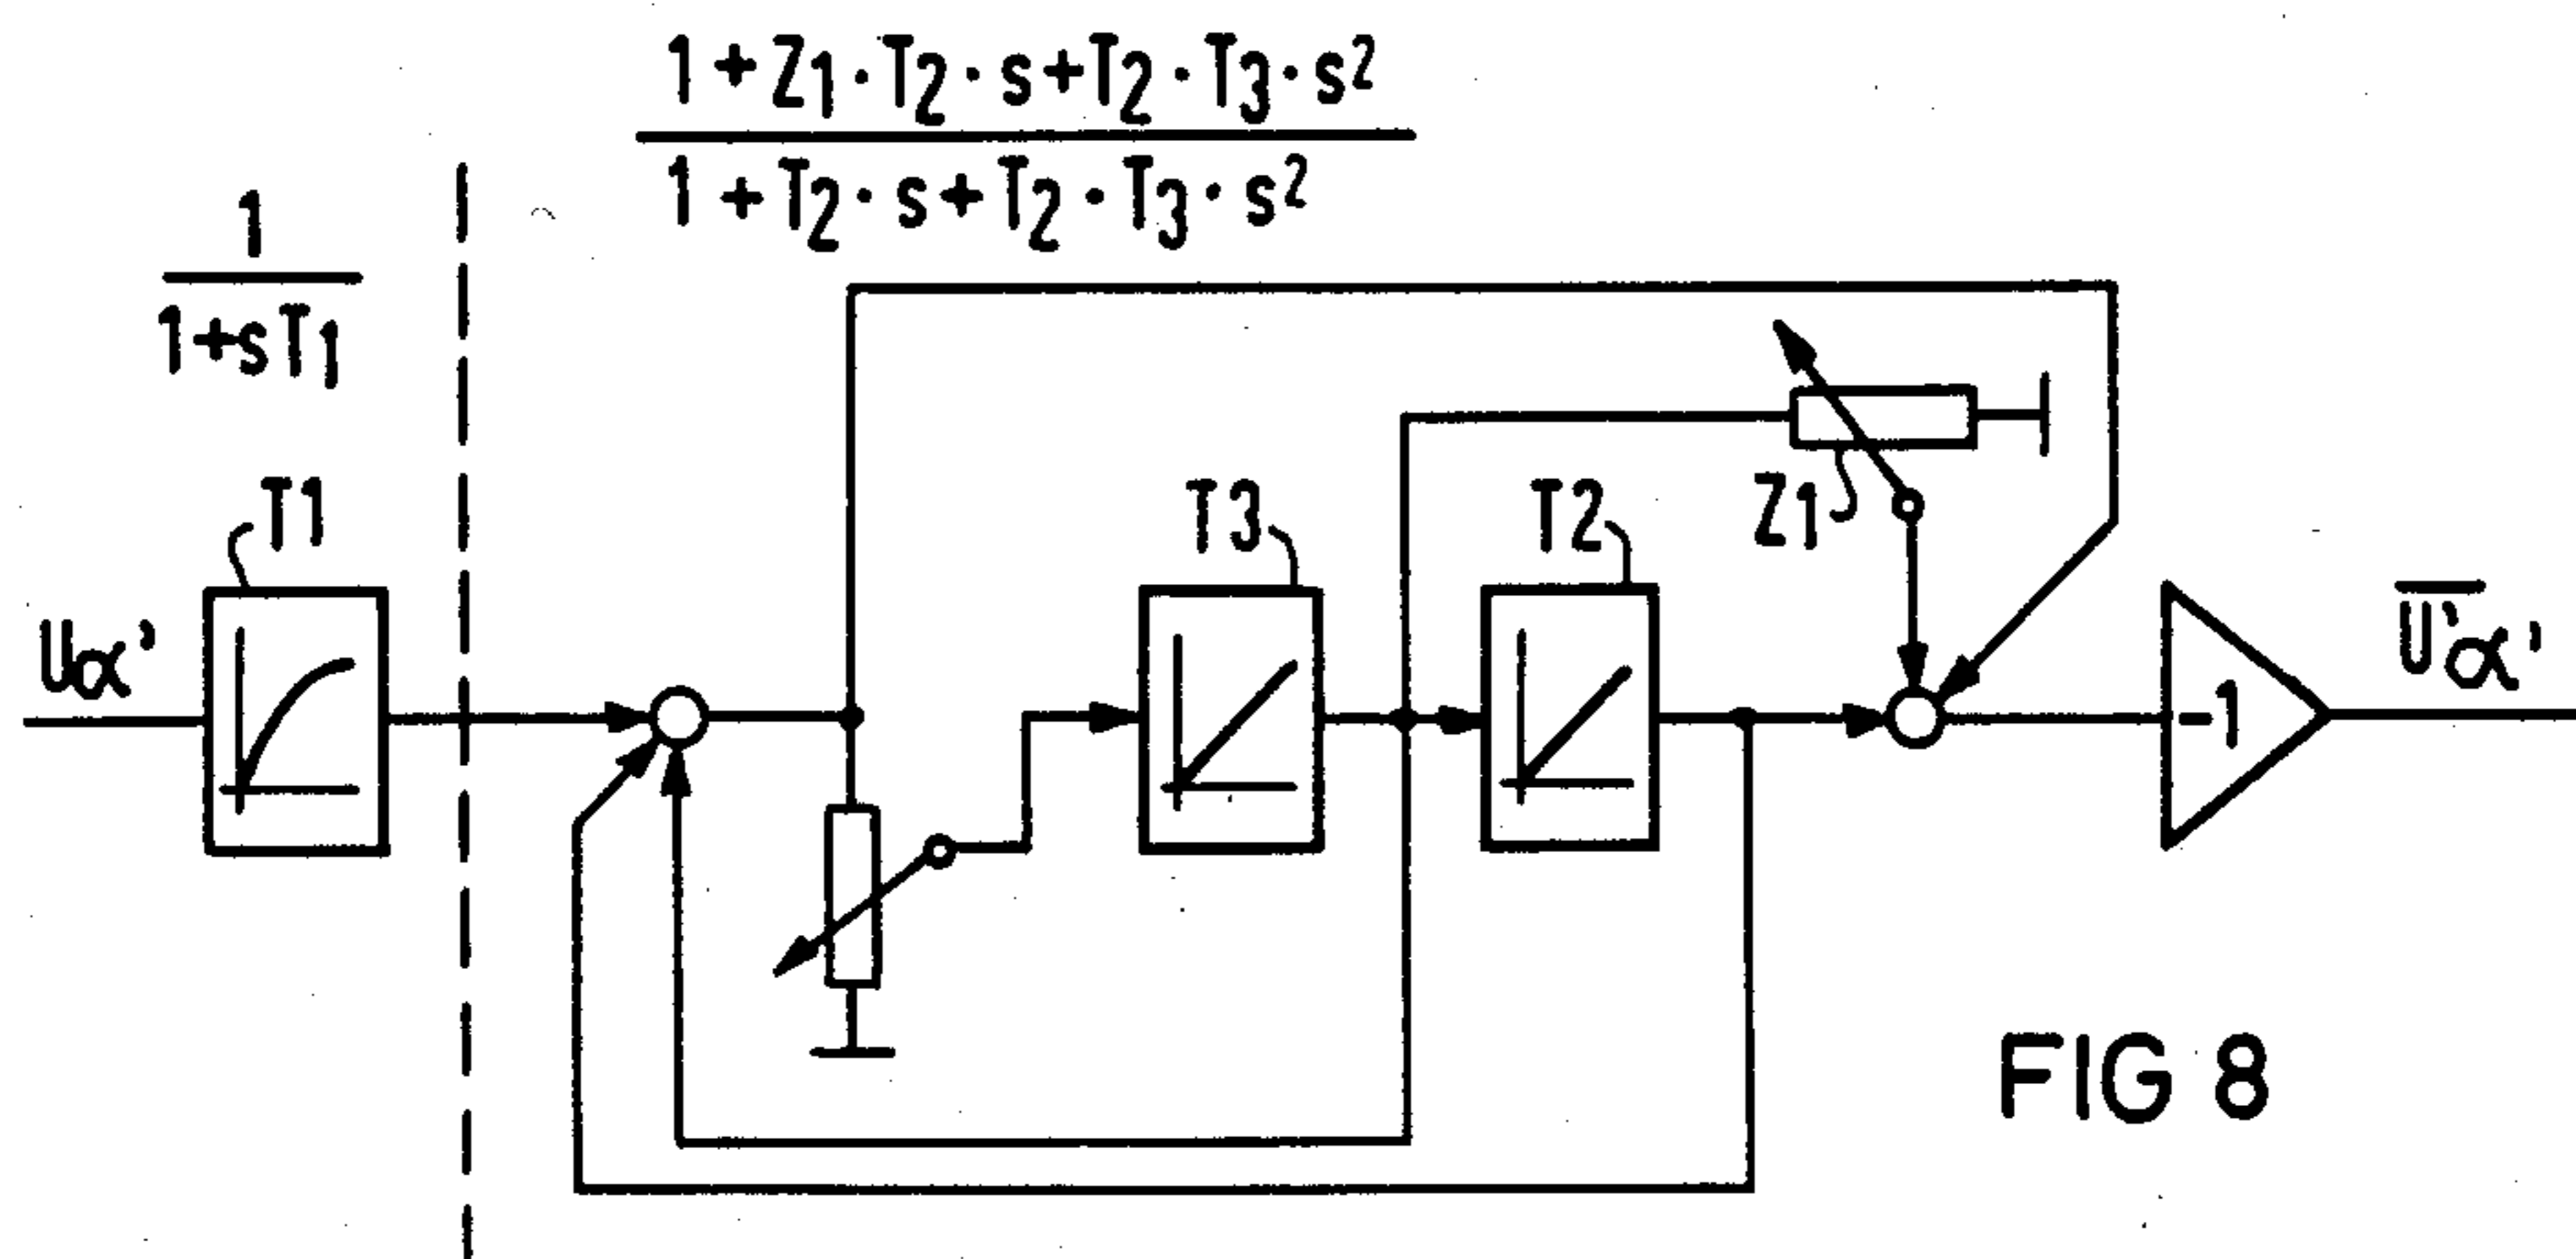 1 + Z1 · T2 · s + T2 · T3 · s²
1 + T2 · s + T2 · T3 · s²
1
1+sT1
T1
T3
T2
Z1
Uα'
-1
U̅'α'
FIG 8